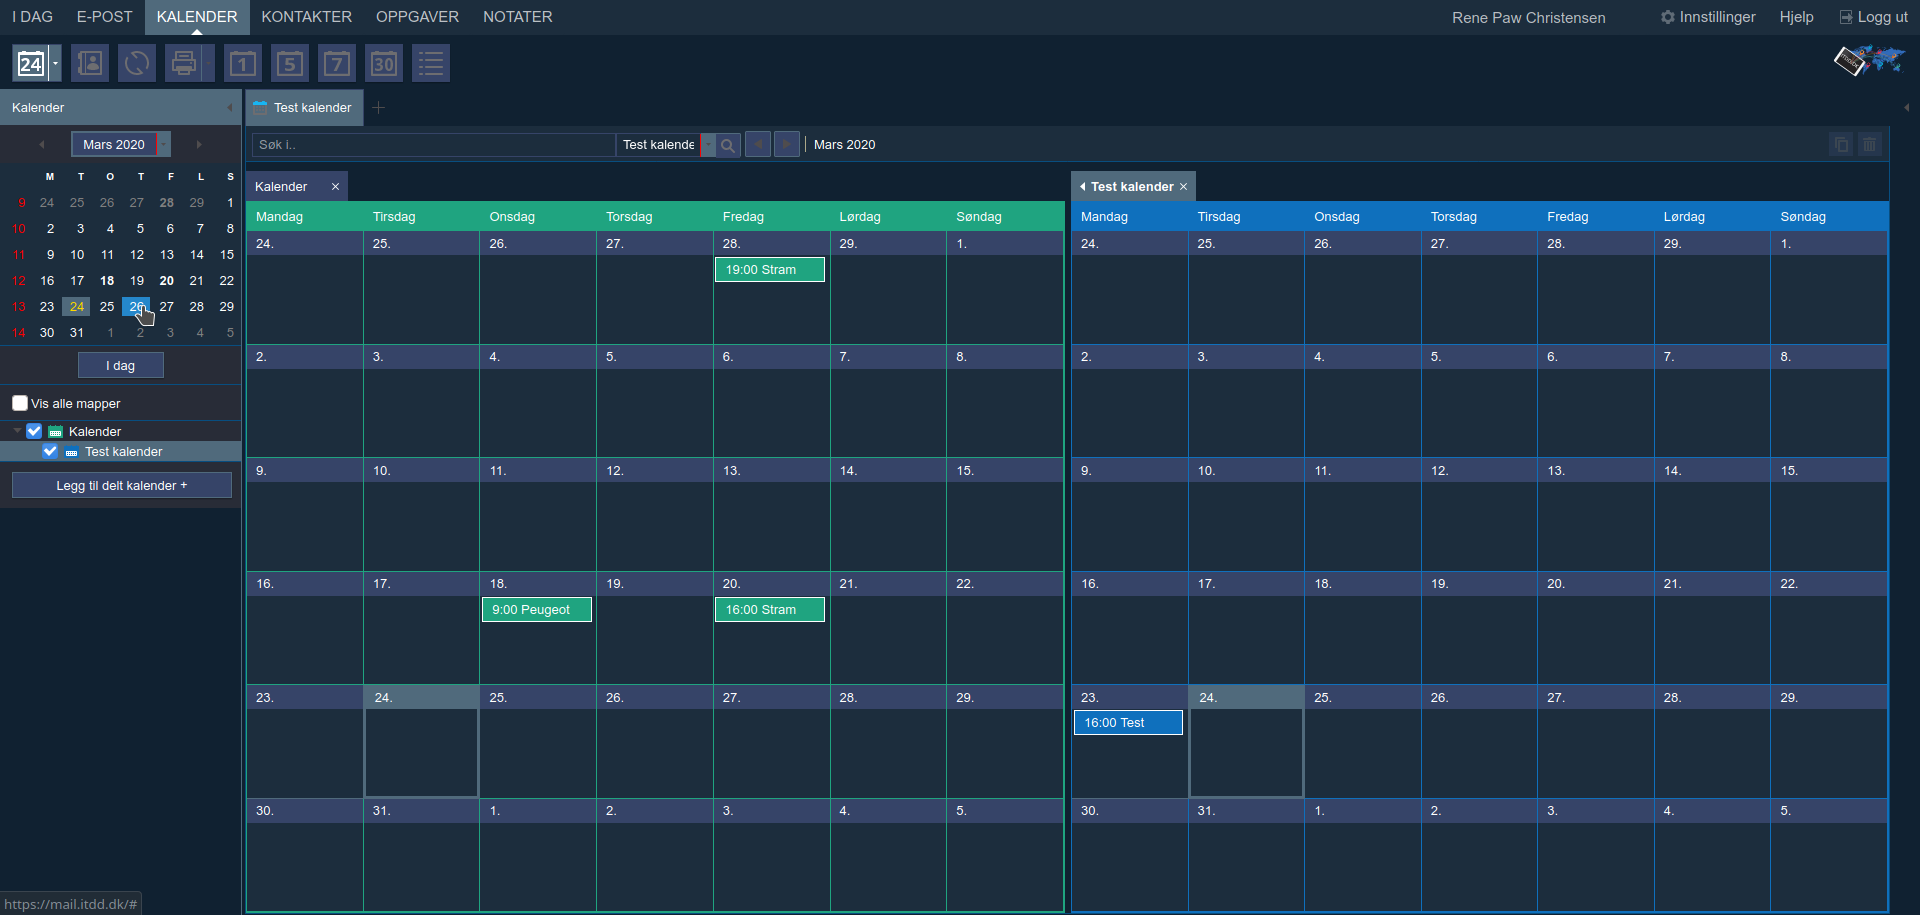 I DAG E-POST KALENDER KONTAKTER OPPGAVER NOTATER Rene Paw Christensen Innstillinger Hjelp Logg ut
24 1 5 7 30
Kalender
Test kalender
Mars 2020
Søk i.. Test kalende Mars 2020
M T O T F L S
9 24 25 26 27 28 29 1
10 2 3 4 5 6 7 8
11 9 10 11 12 13 14 15
12 16 17 18 19 20 21 22
13 23 24 25 26 27 28 29
14 30 31 1 2 3 4 5
I dag
Vis alle mapper
Kalender
Test kalender
Legg til delt kalender +
Kalender
Mandag Tirsdag Onsdag Torsdag Fredag Lørdag Søndag
24. 25. 26. 27. 28. 29. 1.
19:00 Stram
2. 3. 4. 5. 6. 7. 8.
9. 10. 11. 12. 13. 14. 15.
16. 17. 18. 19. 20. 21. 22.
9:00 Peugeot 16:00 Stram
23. 24. 25. 26. 27. 28. 29.
30. 31. 1. 2. 3. 4. 5.
Test kalender
Mandag Tirsdag Onsdag Torsdag Fredag Lørdag Søndag
24. 25. 26. 27. 28. 29. 1.
2. 3. 4. 5. 6. 7. 8.
9. 10. 11. 12. 13. 14. 15.
16. 17. 18. 19. 20. 21. 22.
23. 24. 25. 26. 27. 28. 29.
16:00 Test
30. 31. 1. 2. 3. 4. 5.
https://mail.itdd.dk/#